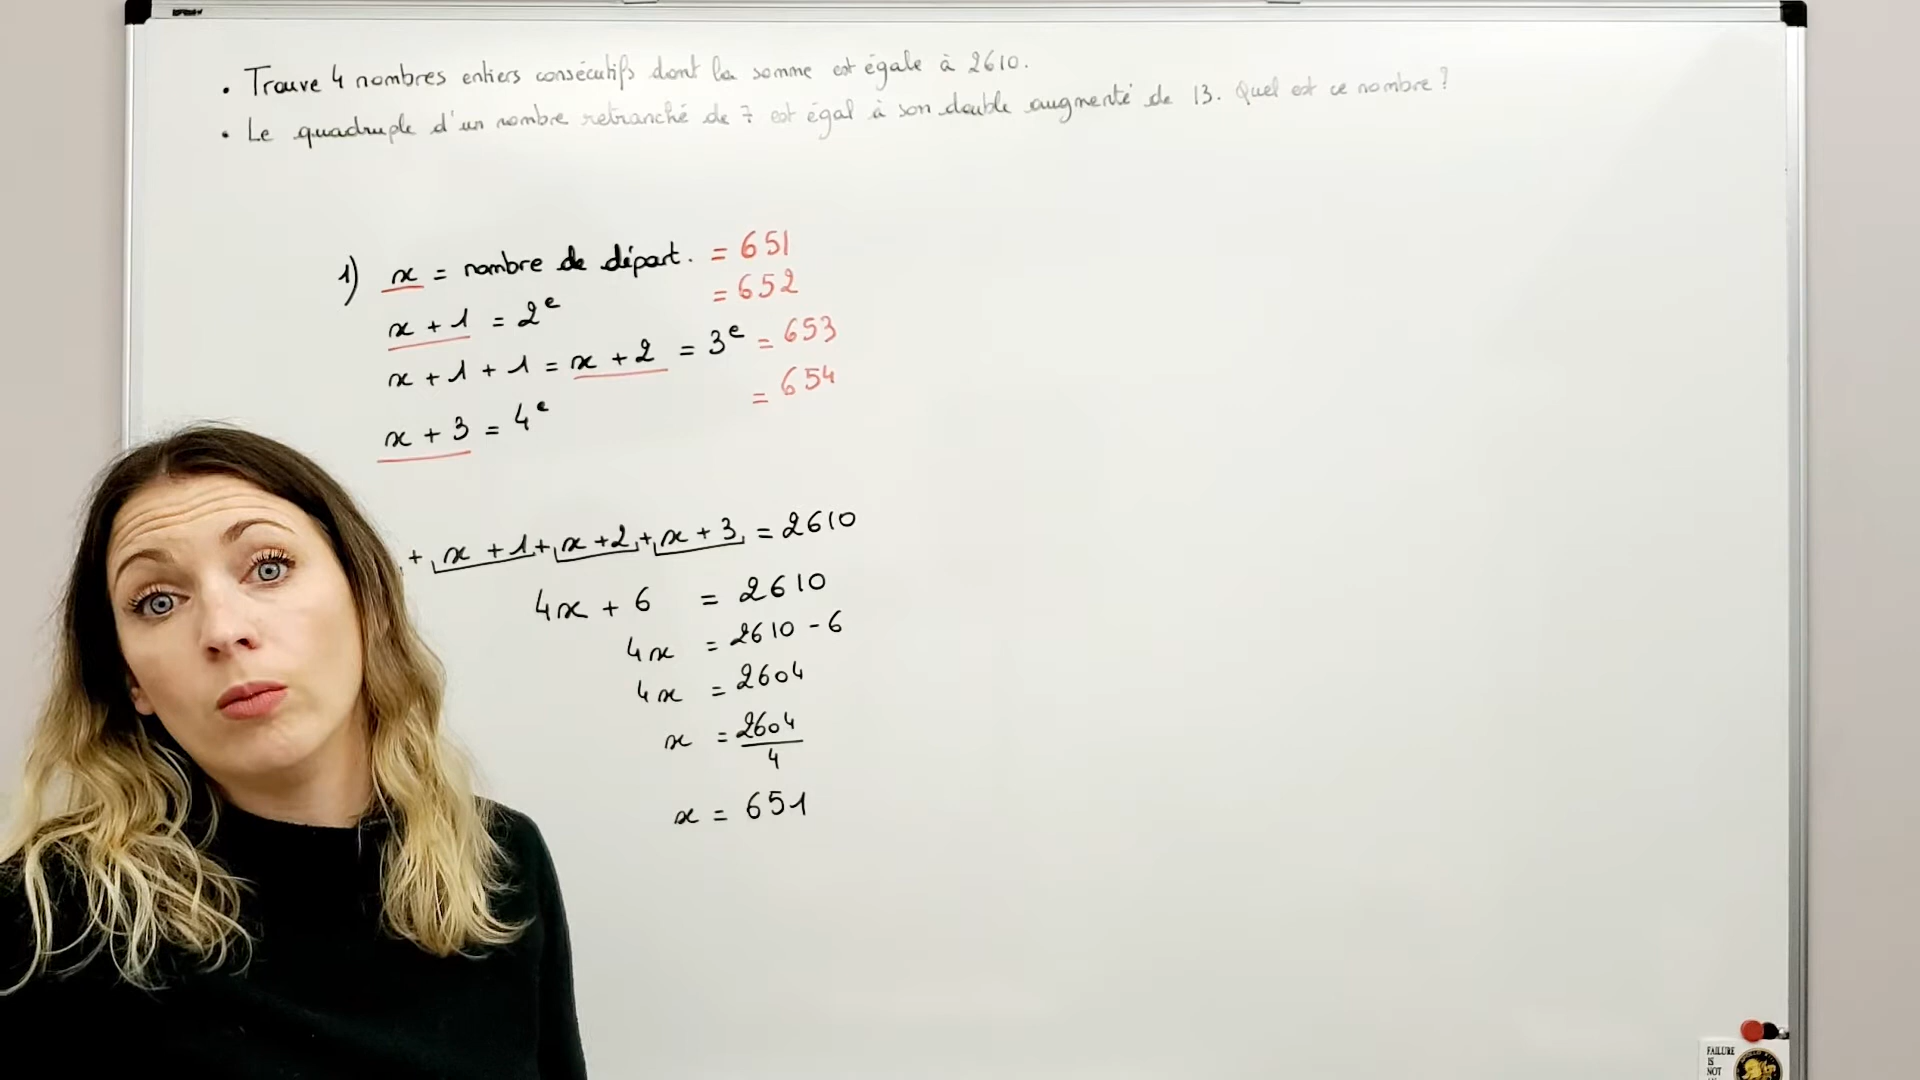 • Trouve 4 nombres entiers consécutifs dont la somme est égale à 2610.
• Le quadruple d'un nombre retranché de 7 est égal à son double augmenté de 13. Quel est ce nombre ?
1) x = nombre de départ. = 651
x + 1 = 2e = 652
x + 1 + 1 = x + 2 = 3e = 653
x + 3 = 4e = 654
+ x + 1 + x + 2 + x + 3 = 2610
4x + 6 = 2610
4x = 2610 - 6
4x = 2604
x = 2604/4
x = 651
FAILURE
IS
NOT